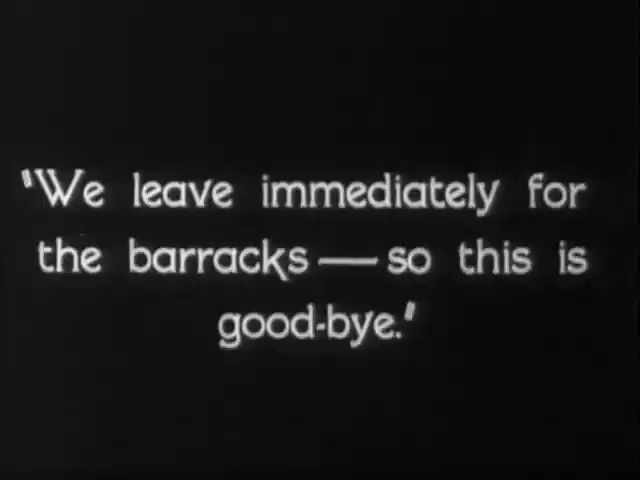 "We leave immediately for
the barracks — so this is
good-bye."